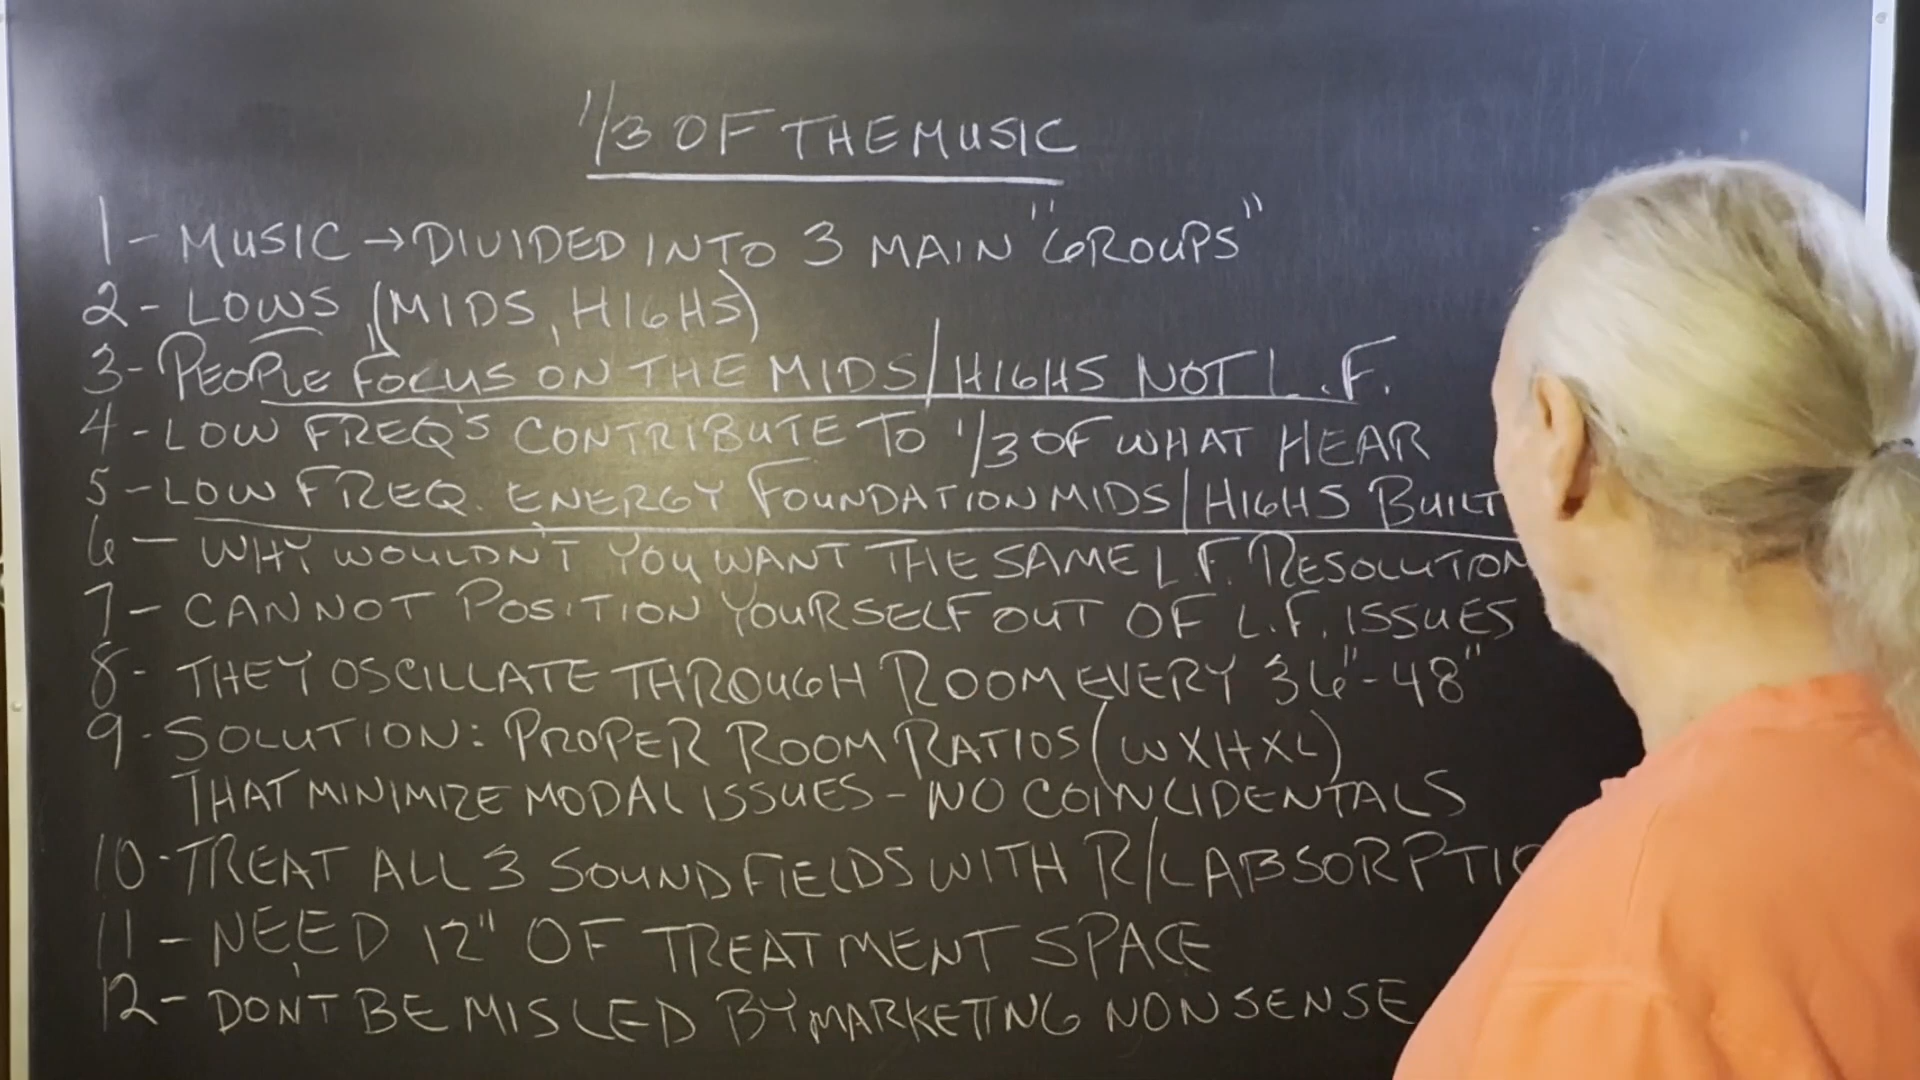 1/3 OF THE MUSIC
1 - MUSIC → DIVIDED INTO 3 MAIN "GROUPS"
2 - LOWS (MIDS, HIGHS)
3 - PEOPLE FOCUS ON THE MIDS/HIGHS NOT L.F.
4 - LOW FREQ'S CONTRIBUTE TO 1/3 OF WHAT HEAR
5 - LOW FREQ. ENERGY FOUNDATION MIDS/HIGHS BUILT
6 - WHY WOULDN'T YOU WANT THE SAME L.F. RESOLUTION
7 - CANNOT POSITION YOURSELF OUT OF L.F. ISSUES
8 - THEY OSCILLATE THROUGH ROOM EVERY 36" - 48"
9 - SOLUTION: PROPER ROOM RATIOS (W X H X L)
THAT MINIMIZE MODAL ISSUES - NO COINCIDENTALS
10 - TREAT ALL 3 SOUND FIELDS WITH R/L ABSORPTIO
11 - NEED 12" OF TREATMENT SPACE
12 - DON'T BE MISLED BY MARKETING NONSENSE